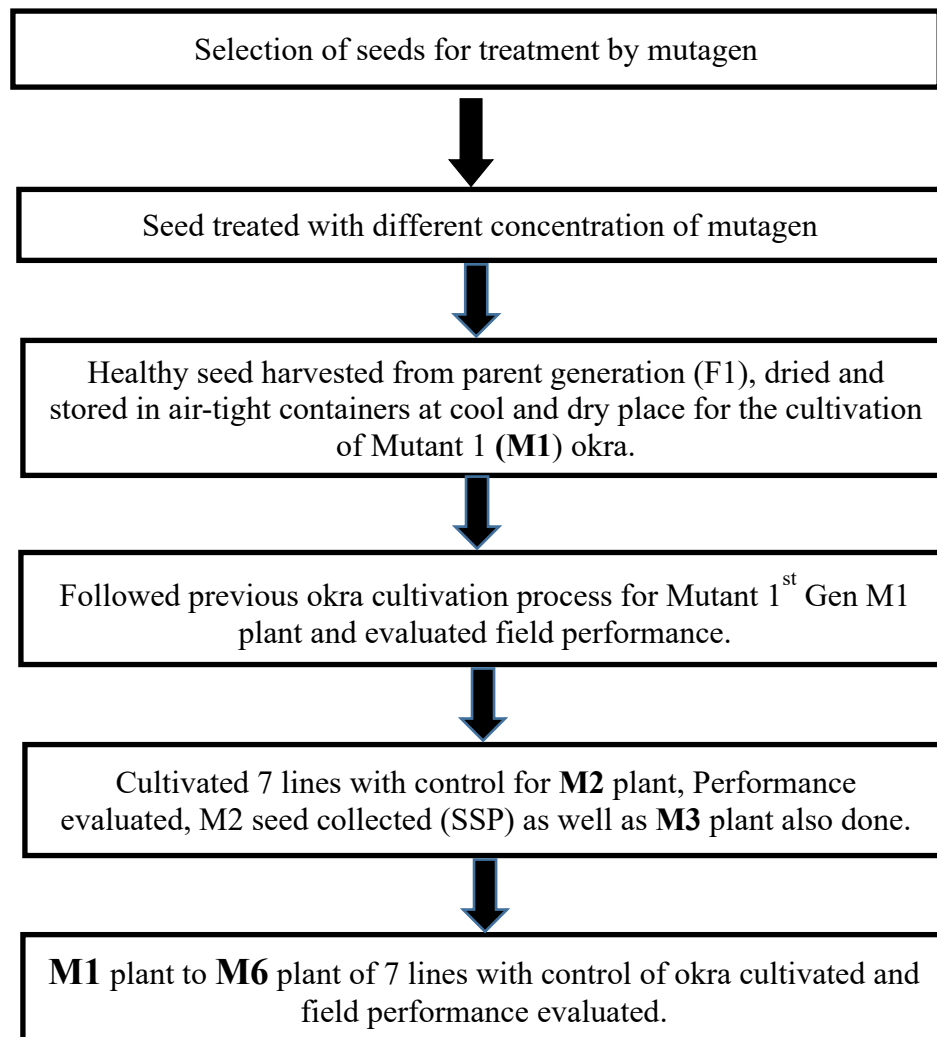 Selection of seeds for treatment by mutagen
Seed treated with different concentration of mutagen
Healthy seed harvested from parent generation (F1), dried and
stored in air-tight containers at cool and dry place for the cultivation
of Mutant 1 (M1) okra.
Followed previous okra cultivation process for Mutant 1st Gen M1
plant and evaluated field performance.
Cultivated 7 lines with control for M2 plant, Performance
evaluated, M2 seed collected (SSP) as well as M3 plant also done.
M1 plant to M6 plant of 7 lines with control of okra cultivated and
field performance evaluated.